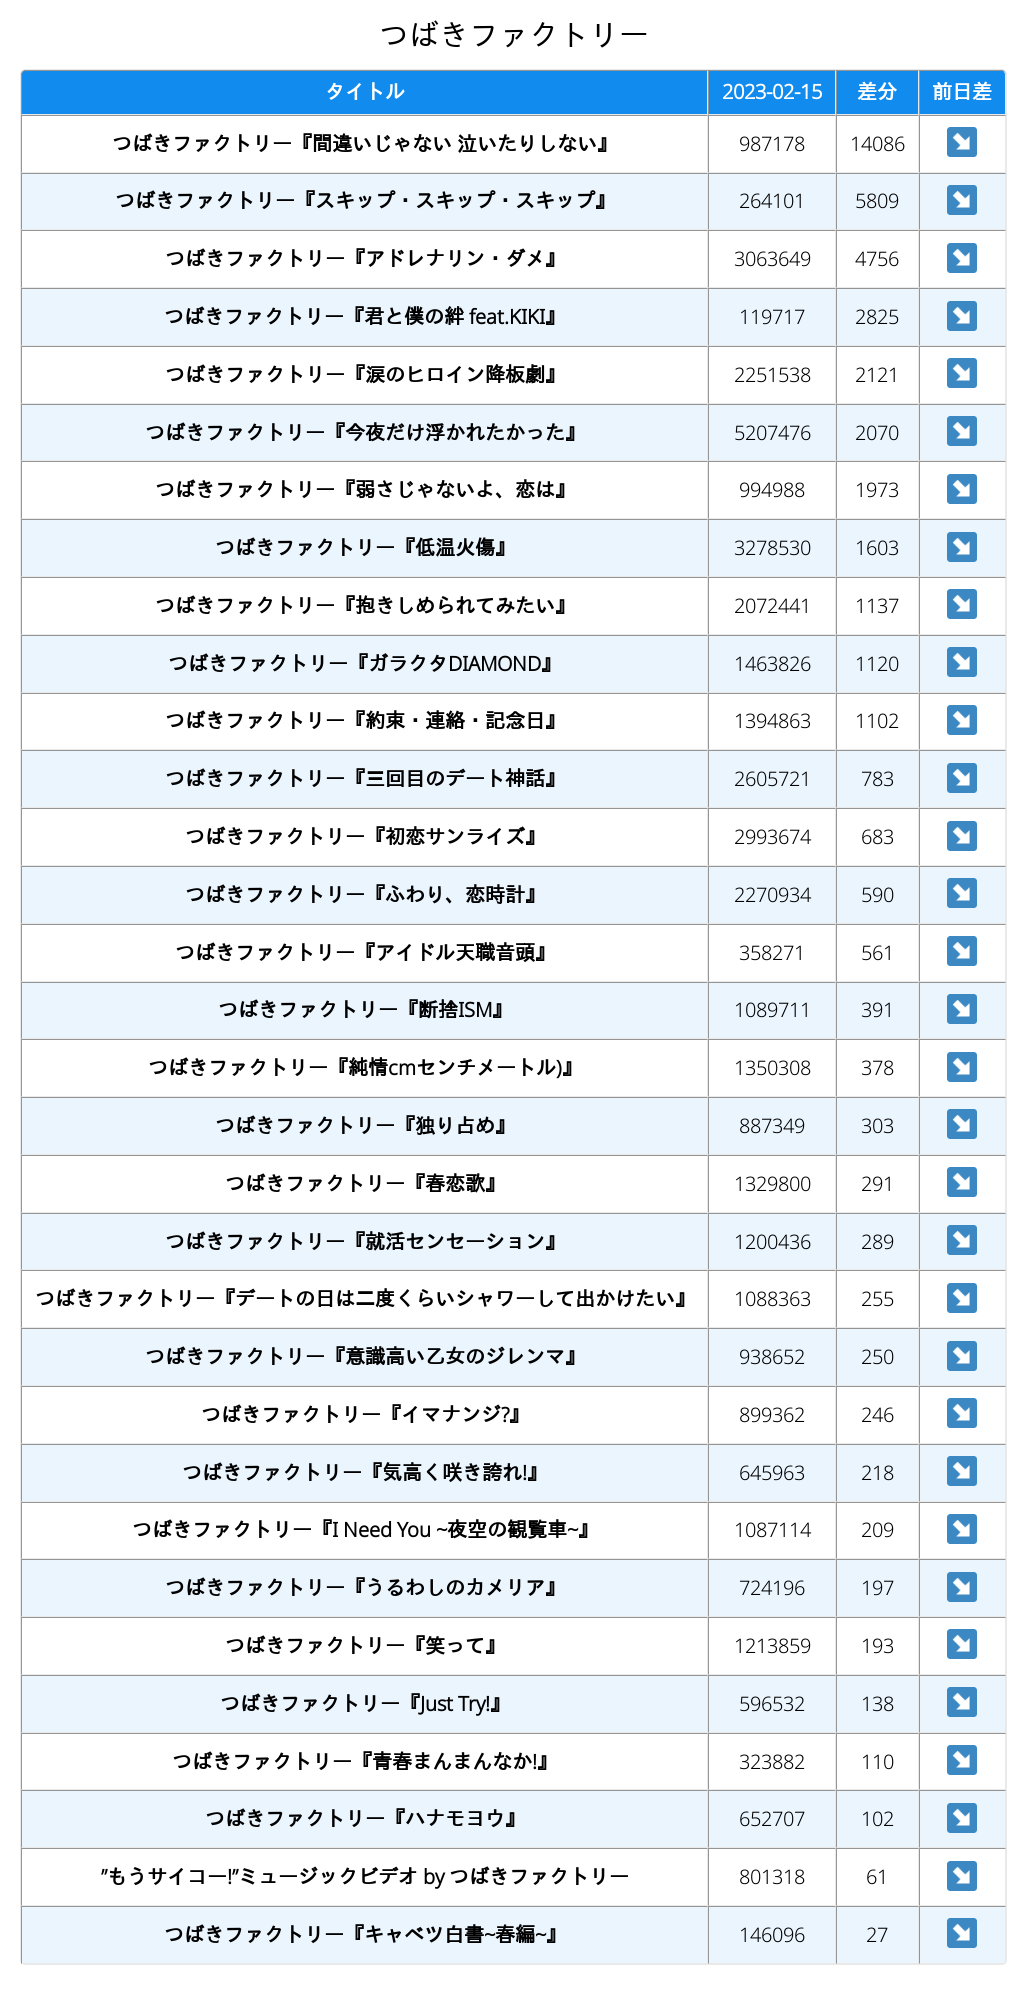 つばきファクトリー
タイトル 2023-02-15 差分 前日差
つばきファクトリー『間違いじゃない 泣いたりしない』 987178 14086
つばきファクトリー『スキップ・スキップ・スキップ』 264101 5809
つばきファクトリー『アドレナリン・ダメ』 3063649 4756
つばきファクトリー『君と僕の絆 feat.KIKI』 119717 2825
つばきファクトリー『涙のヒロイン降板劇』 2251538 2121
つばきファクトリー『今夜だけ浮かれたかった』 5207476 2070
つばきファクトリー『弱さじゃないよ、恋は』 994988 1973
つばきファクトリー『低温火傷』 3278530 1603
つばきファクトリー『抱きしめられてみたい』 2072441 1137
つばきファクトリー『ガラクタDIAMOND』 1463826 1120
つばきファクトリー『約束・連絡・記念日』 1394863 1102
つばきファクトリー『三回目のデート神話』 2605721 783
つばきファクトリー『初恋サンライズ』 2993674 683
つばきファクトリー『ふわり、恋時計』 2270934 590
つばきファクトリー『アイドル天職音頭』 358271 561
つばきファクトリー『断捨ISM』 1089711 391
つばきファクトリー『純情cmセンチメートル)』 1350308 378
つばきファクトリー『独り占め』 887349 303
つばきファクトリー『春恋歌』 1329800 291
つばきファクトリー『就活センセーション』 1200436 289
つばきファクトリー『デートの日は二度くらいシャワーして出かけたい』 1088363 255
つばきファクトリー『意識高い乙女のジレンマ』 938652 250
つばきファクトリー『イマナンジ?』 899362 246
つばきファクトリー『気高く咲き誇れ!』 645963 218
つばきファクトリー『I Need You ~夜空の観覧車~』 1087114 209
つばきファクトリー『うるわしのカメリア』 724196 197
つばきファクトリー『笑って』 1213859 193
つばきファクトリー『Just Try!』 596532 138
つばきファクトリー『青春まんまんなか!』 323882 110
つばきファクトリー『ハナモヨウ』 652707 102
”もうサイコー!”ミュージックビデオ by つばきファクトリー 801318 61
つばきファクトリー『キャベツ白書~春編~』 146096 27